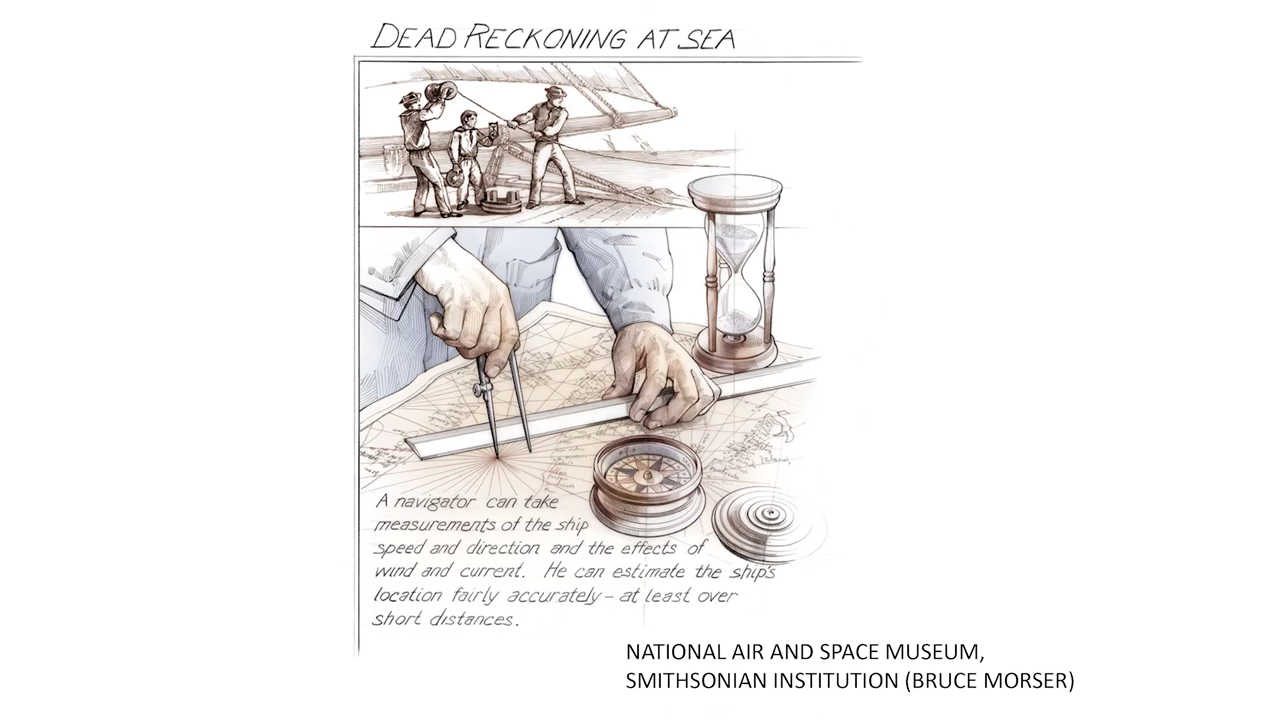 DEAD RECKONING AT SEA
A navigator can take
measurements of the ship
speed and direction and the effects of
wind and current. He can estimate the ship's
location fairly accurately – at least over
short distances.
NATIONAL AIR AND SPACE MUSEUM,
SMITHSONIAN INSTITUTION (BRUCE MORSER)